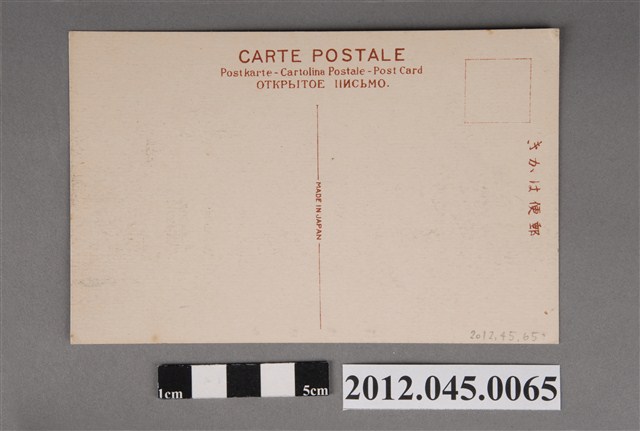 CARTE POSTALE
Postkarte - Cartolina Postale - Post Card
ОТКРЫТОЕ ПИСЬМО.
MADE IN JAPAN
きかは便郵
2012.45.65
1cm
5cm
2012.045.0065